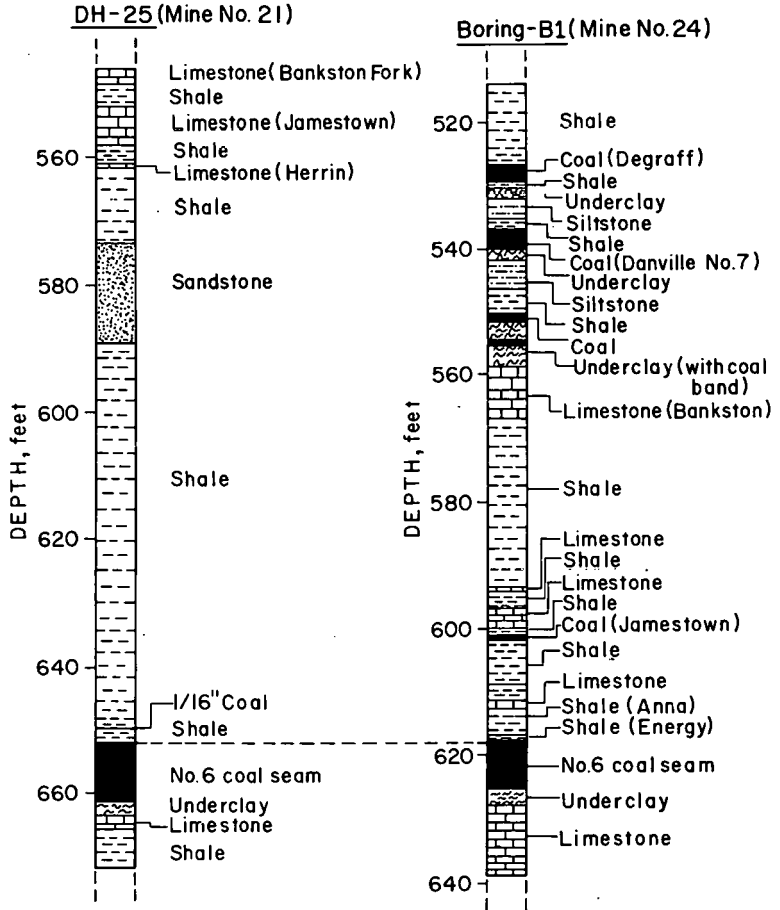 DH-25 (Mine No. 21)
Limestone (Bankston Fork)
Shale
Limestone (Jamestown)
Shale
560
Limestone (Herrin)
Shale
580
Sandstone
600
DEPTH, feet
Shale
620
640
1/16" Coal
Shale
No. 6 coal seam
660
Underclay
Limestone
Shale
Boring-B1 (Mine No. 24)
520
Shale
Coal (Degraff)
Shale
Underclay
Siltstone
Shale
540
Coal (Danville No. 7)
Underclay
Siltstone
Shale
Coal
560
Underclay (with coal
band)
Limestone (Bankston)
DEPTH, feet
580
Shale
Limestone
Shale
Limestone
Shale
600
Coal (Jamestown)
Shale
Limestone
Shale (Anna)
Shale (Energy)
620
No. 6 coal seam
Underclay
Limestone
640